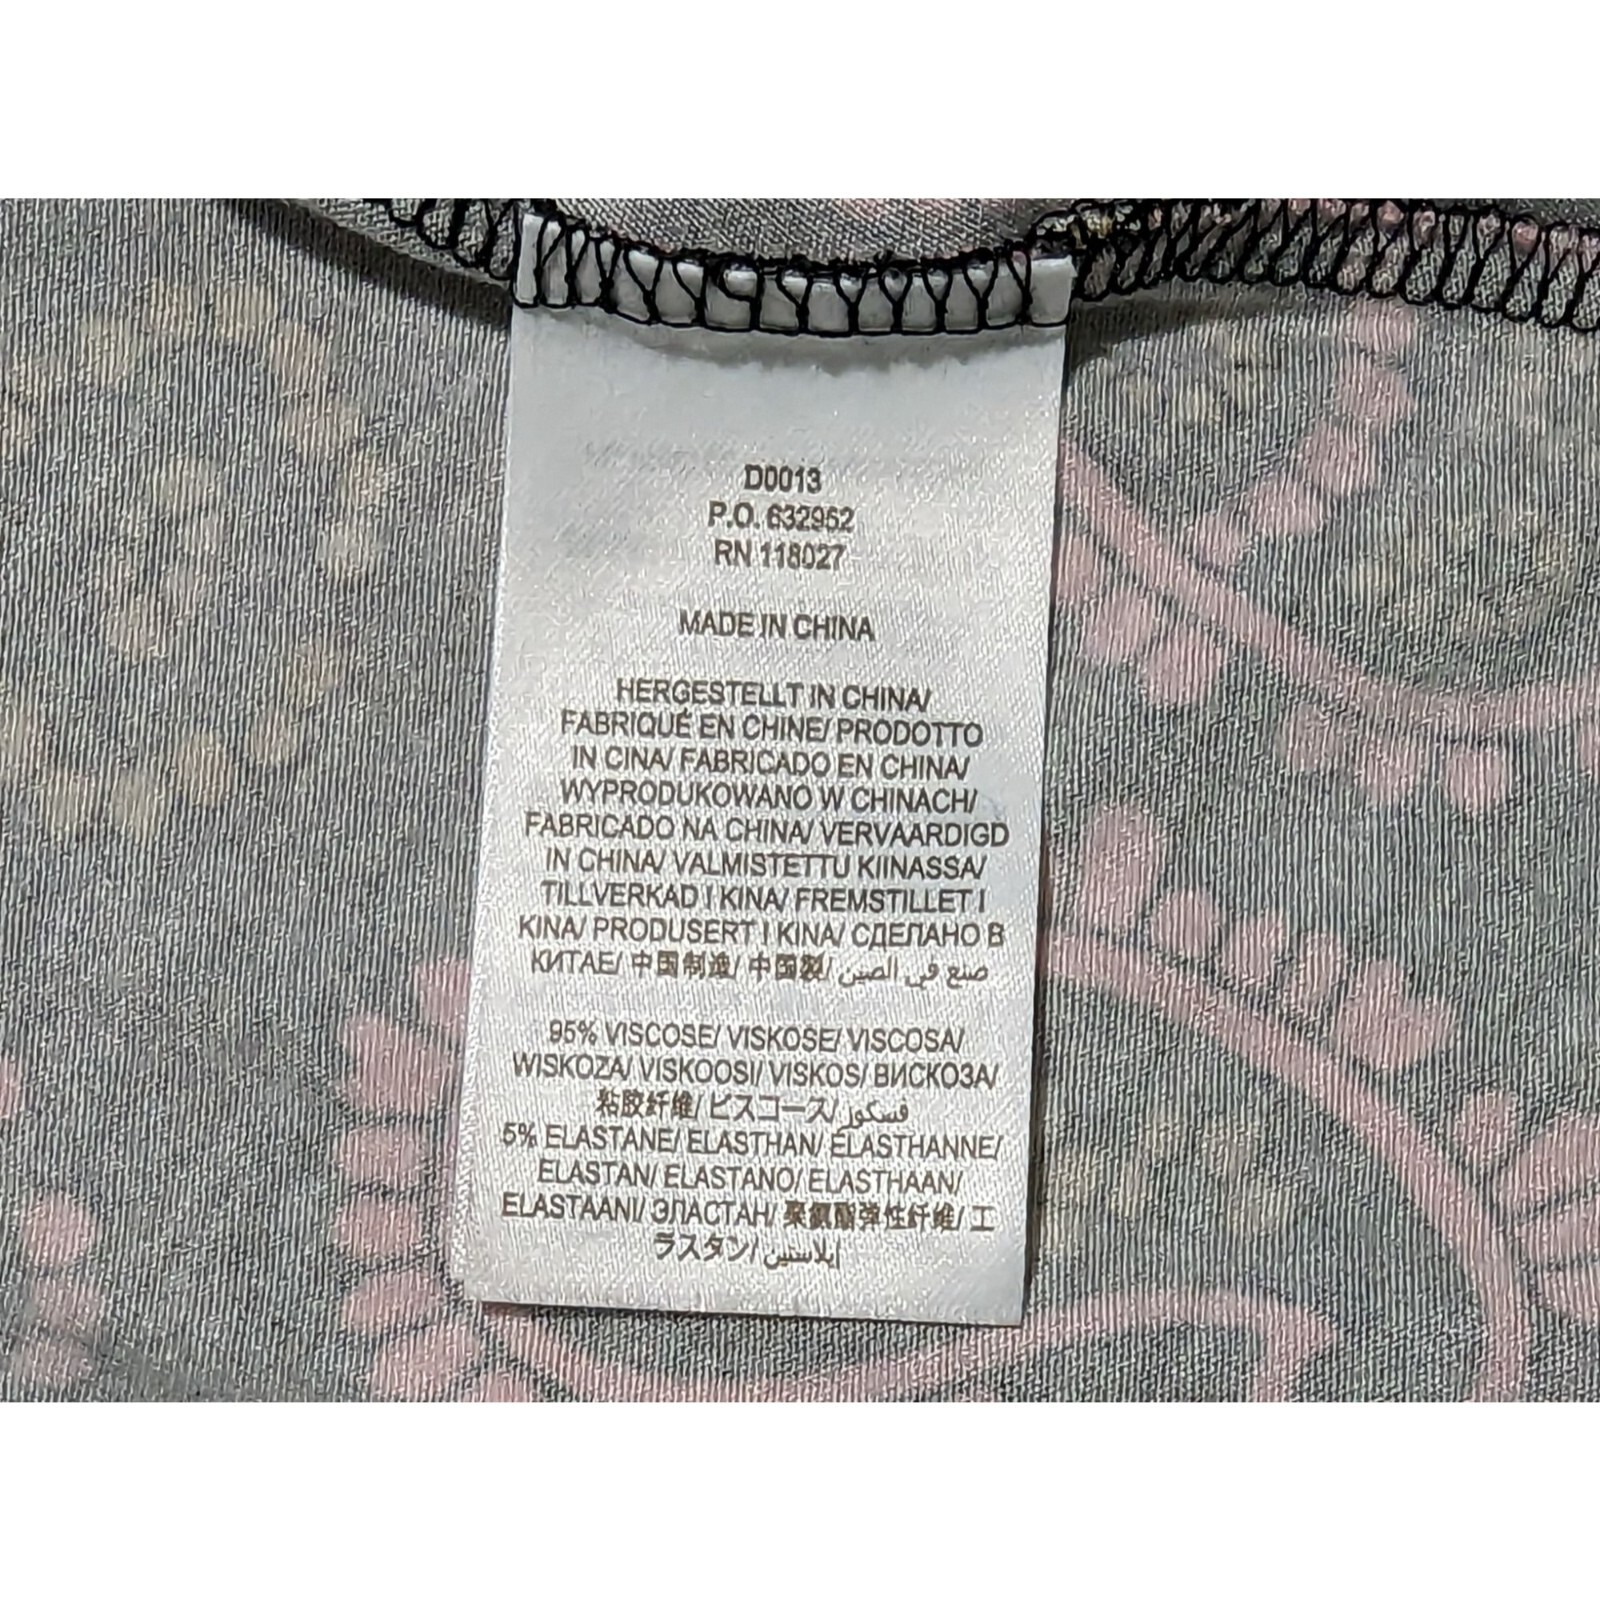 D0013
P.O. 632952
RN 118027
MADE IN CHINA
HERGESTELLT IN CHINA/
FABRIQUÉ EN CHINE/ PRODOTTO
IN CINA/ FABRICADO EN CHINA/
WYPRODUKOWANO W CHINACH/
FABRICADO NA CHINA/ VERVAARDIGD
IN CHINA/ VALMISTETTU KIINASSA/
TILLVERKAD I KINA/ FREMSTILLET I
KINA/ PRODUSERT I KINA/ СДЕЛАНО В
КИТАЕ/ 中国制造/ 中国製/ صنع في الصين
95% VISCOSE/ VISKOSE/ VISCOSA/
WISKOZA/ VISKOOSI/ VISKOS/ ВИСКОЗА/
粘胶纤维/ ビスコース/ فسكوز
5% ELASTANE/ ELASTHAN/ ÉLASTHANNE/
ELASTAN/ ELASTANO/ ELASTHAAN/
ELASTAANI/ ЭЛАСТАН/ 聚氨酯弹性纤维/ エ
ラスタン/ إيلاستين